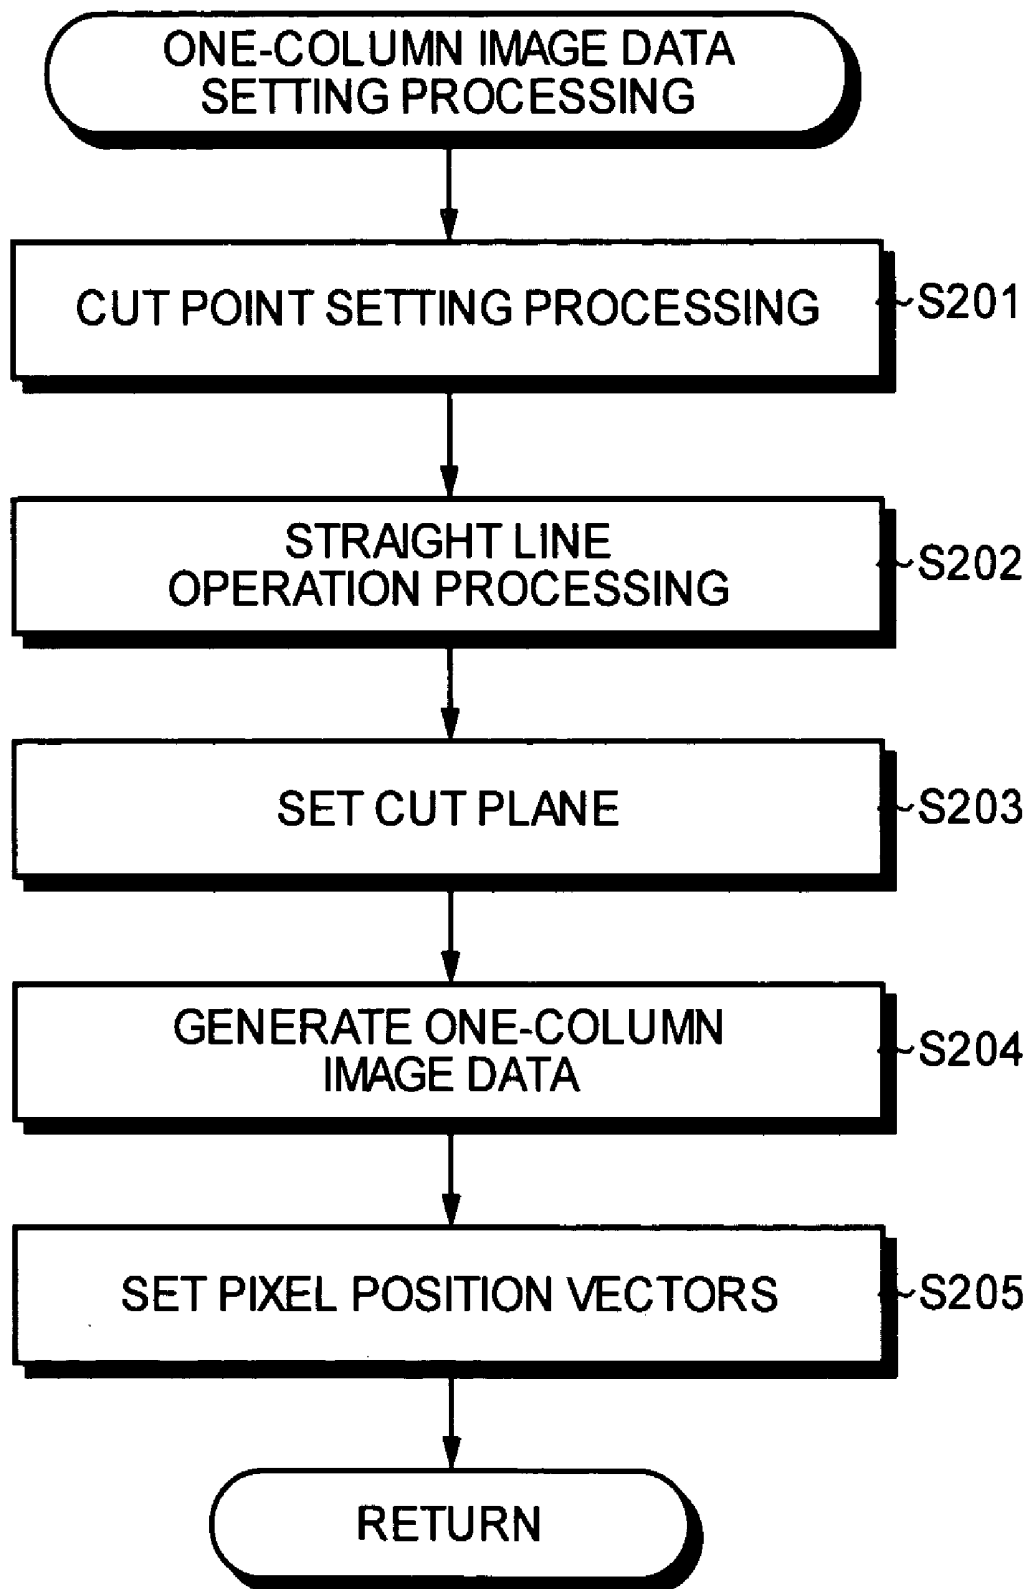 ONE-COLUMN IMAGE DATA
SETTING PROCESSING
CUT POINT SETTING PROCESSING
S201
STRAIGHT LINE
OPERATION PROCESSING
S202
SET CUT PLANE
S203
GENERATE ONE-COLUMN
IMAGE DATA
S204
SET PIXEL POSITION VECTORS
S205
RETURN